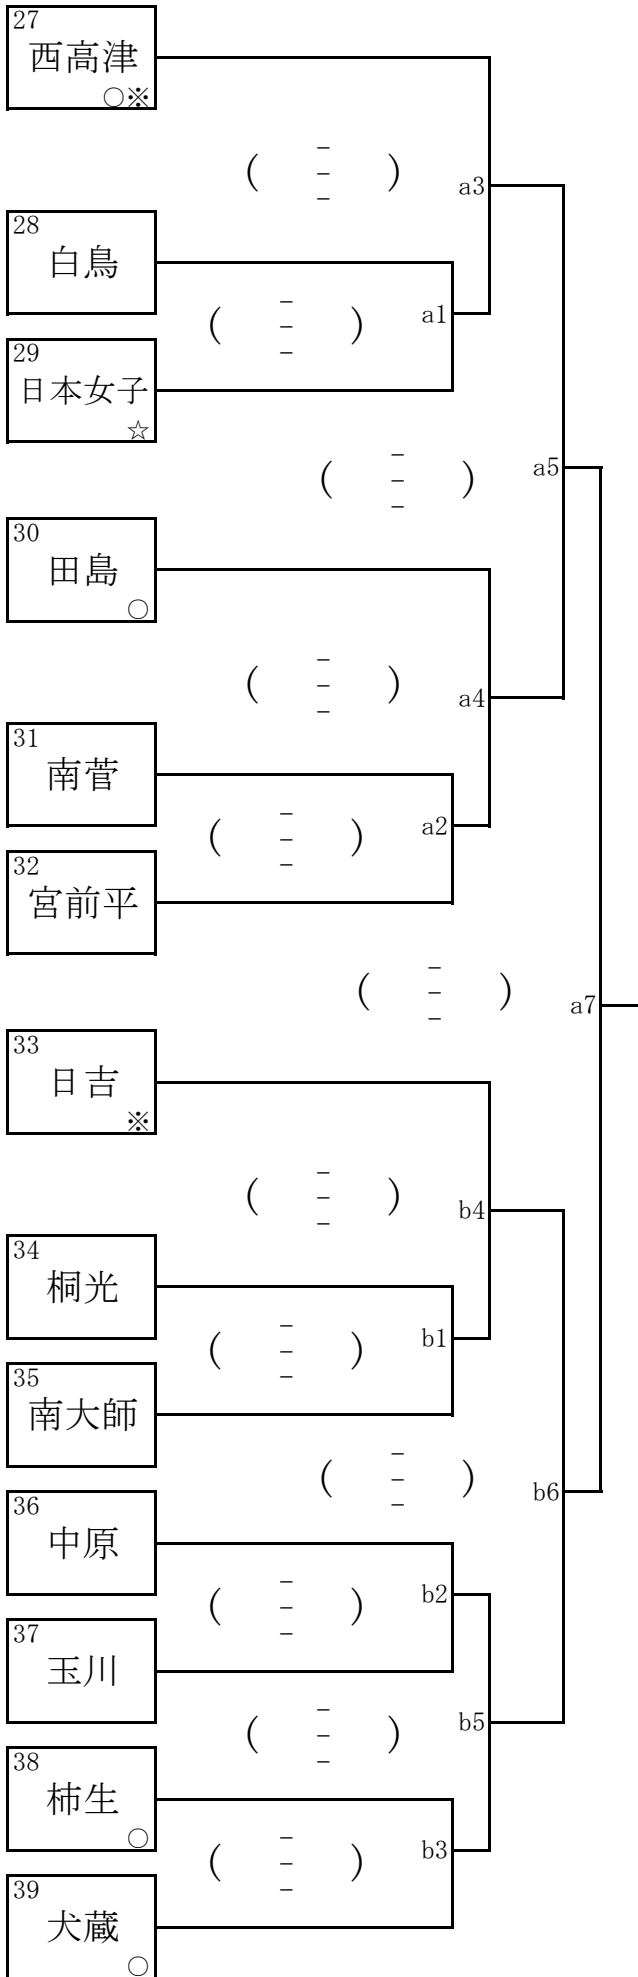 27
西高津
○※
( - - - )
a3
28
白鳥
( - - - )
a1
29
日本女子
☆
( - - - )
a5
30
田島
○
( - - - )
a4
31
南菅
( - - - )
a2
32
宮前平
( - - - )
a7
33
日吉
※
( - - - )
b4
34
桐光
( - - - )
b1
35
南大師
( - - - )
b6
36
中原
( - - - )
b2
37
玉川
( - - - )
b5
38
柿生
○
( - - - )
b3
39
犬蔵
○